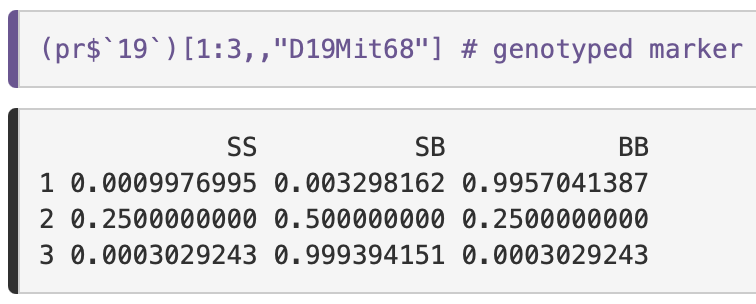 (pr$`19`)[1:3,,"D19Mit68"] # genotyped marker
SS SB BB
1 0.0009976995 0.003298162 0.9957041387
2 0.2500000000 0.500000000 0.2500000000
3 0.0003029243 0.999394151 0.0003029243